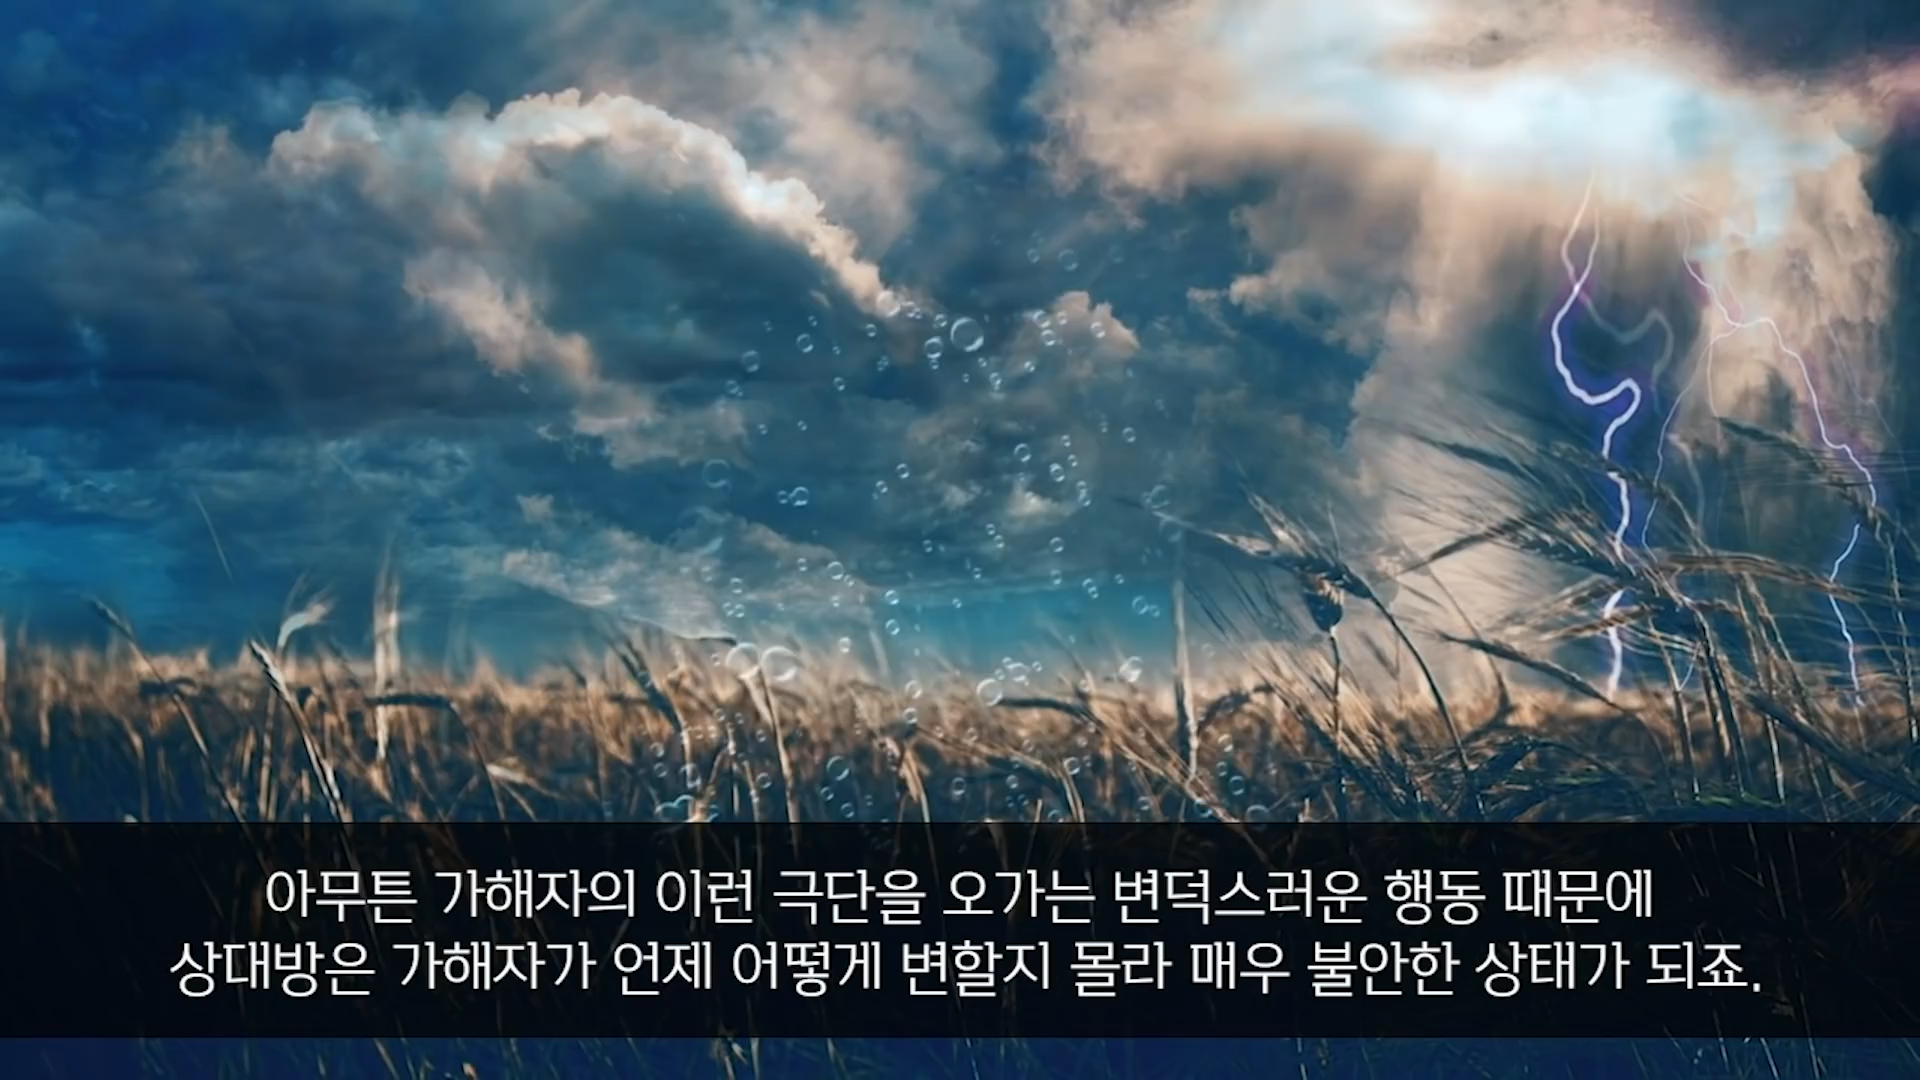 아무튼 가해자의 이런 극단을 오가는 변덕스러운 행동 때문에
상대방은 가해자가 언제 어떻게 변할지 몰라 매우 불안한 상태가 되죠.